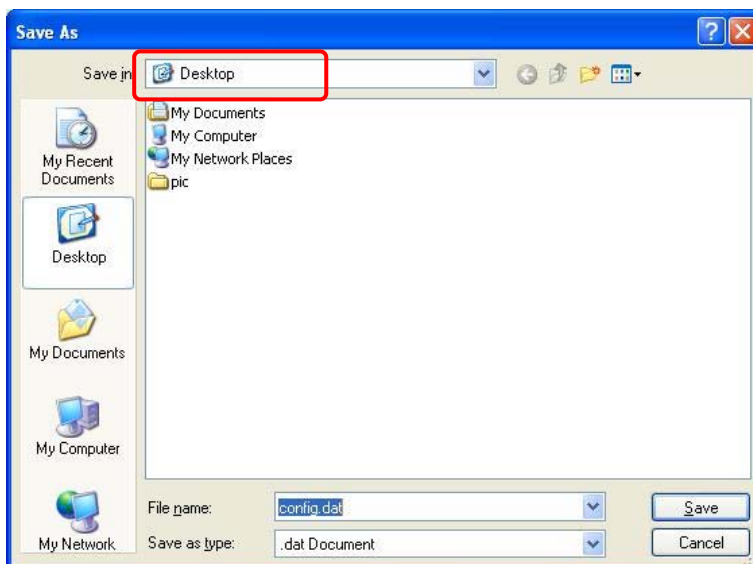 Save As
Save in
Desktop
My Documents
My Computer
My Network Places
pic
My Recent
Documents
Desktop
My Documents
My Computer
My Network
File name:
config.dat
Save
Save as type:
.dat Document
Cancel